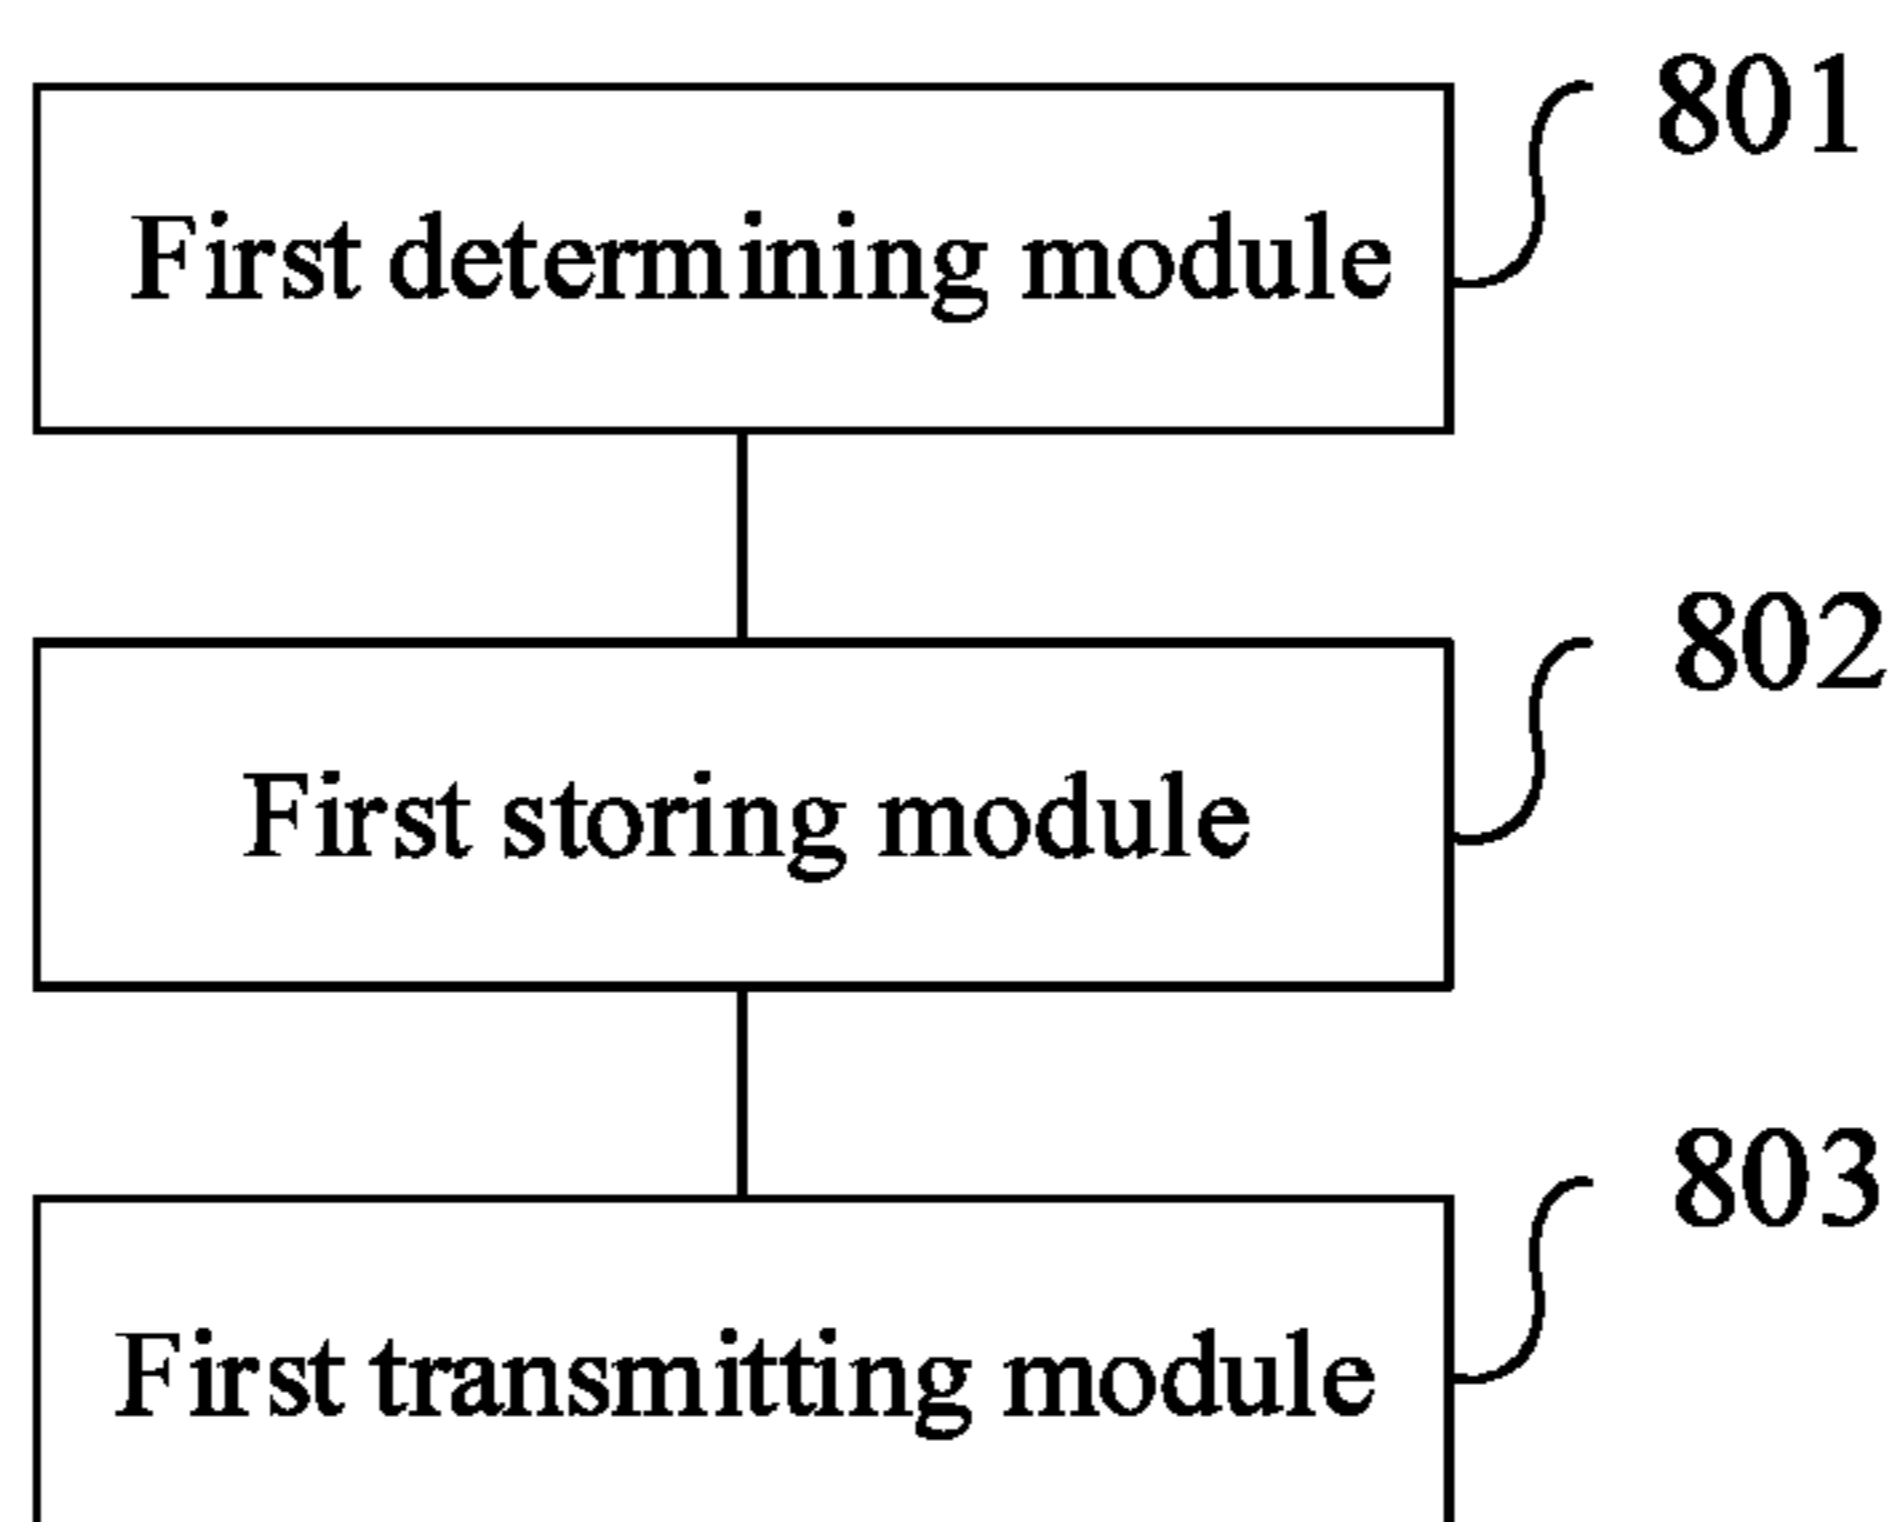 801
First determining module
802
First storing module
803
First transmitting module